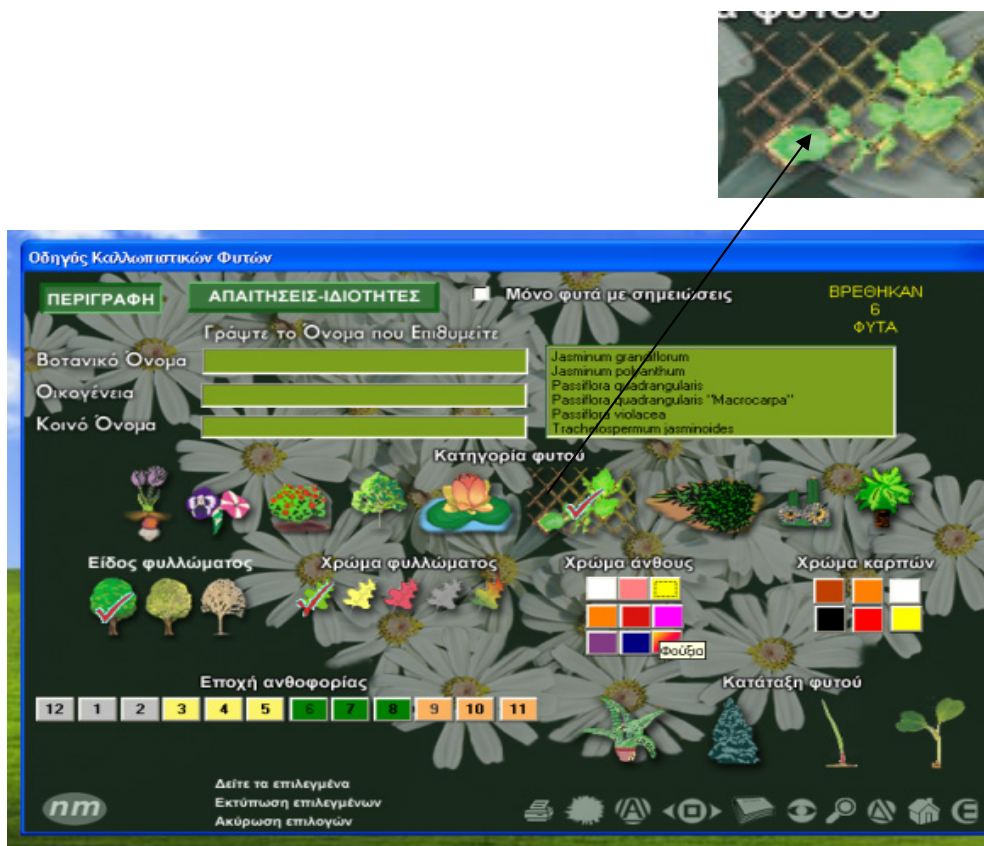 α φυτού
Οδηγός Καλλωπιστικών Φυτών
ΠΕΡΙΓΡΑΦΗ
ΑΠΑΙΤΗΣΕΙΣ-ΙΔΙΟΤΗΤΕΣ
Μόνο φυτά με σημειώσεις
ΒΡΕΘΗΚΑΝ
6
ΦΥΤΑ
Γράψτε το Όνομα που Επιθυμείτε
Βοτανικό Όνομα
Οικογένεια
Κοινό Όνομα
Jasminum grandiflorum
Jasminum polyanthum
Passiflora quadrangularis
Passiflora quadrangularis "Macrocarpa"
Passiflora violacea
Trachelospermum jasminoides
Κατηγορία φυτού
Είδος φυλλώματος
Χρώμα φυλλώματος
Χρώμα άνθους
Χρώμα καρπών
Φούξια
Εποχή ανθοφορίας
12 1 2 3 4 5 6 7 8 9 10 11
Κατάταξη φυτού
Δείτε τα επιλεγμένα
Εκτύπωση επιλεγμένων
Ακύρωση επιλογών
nm